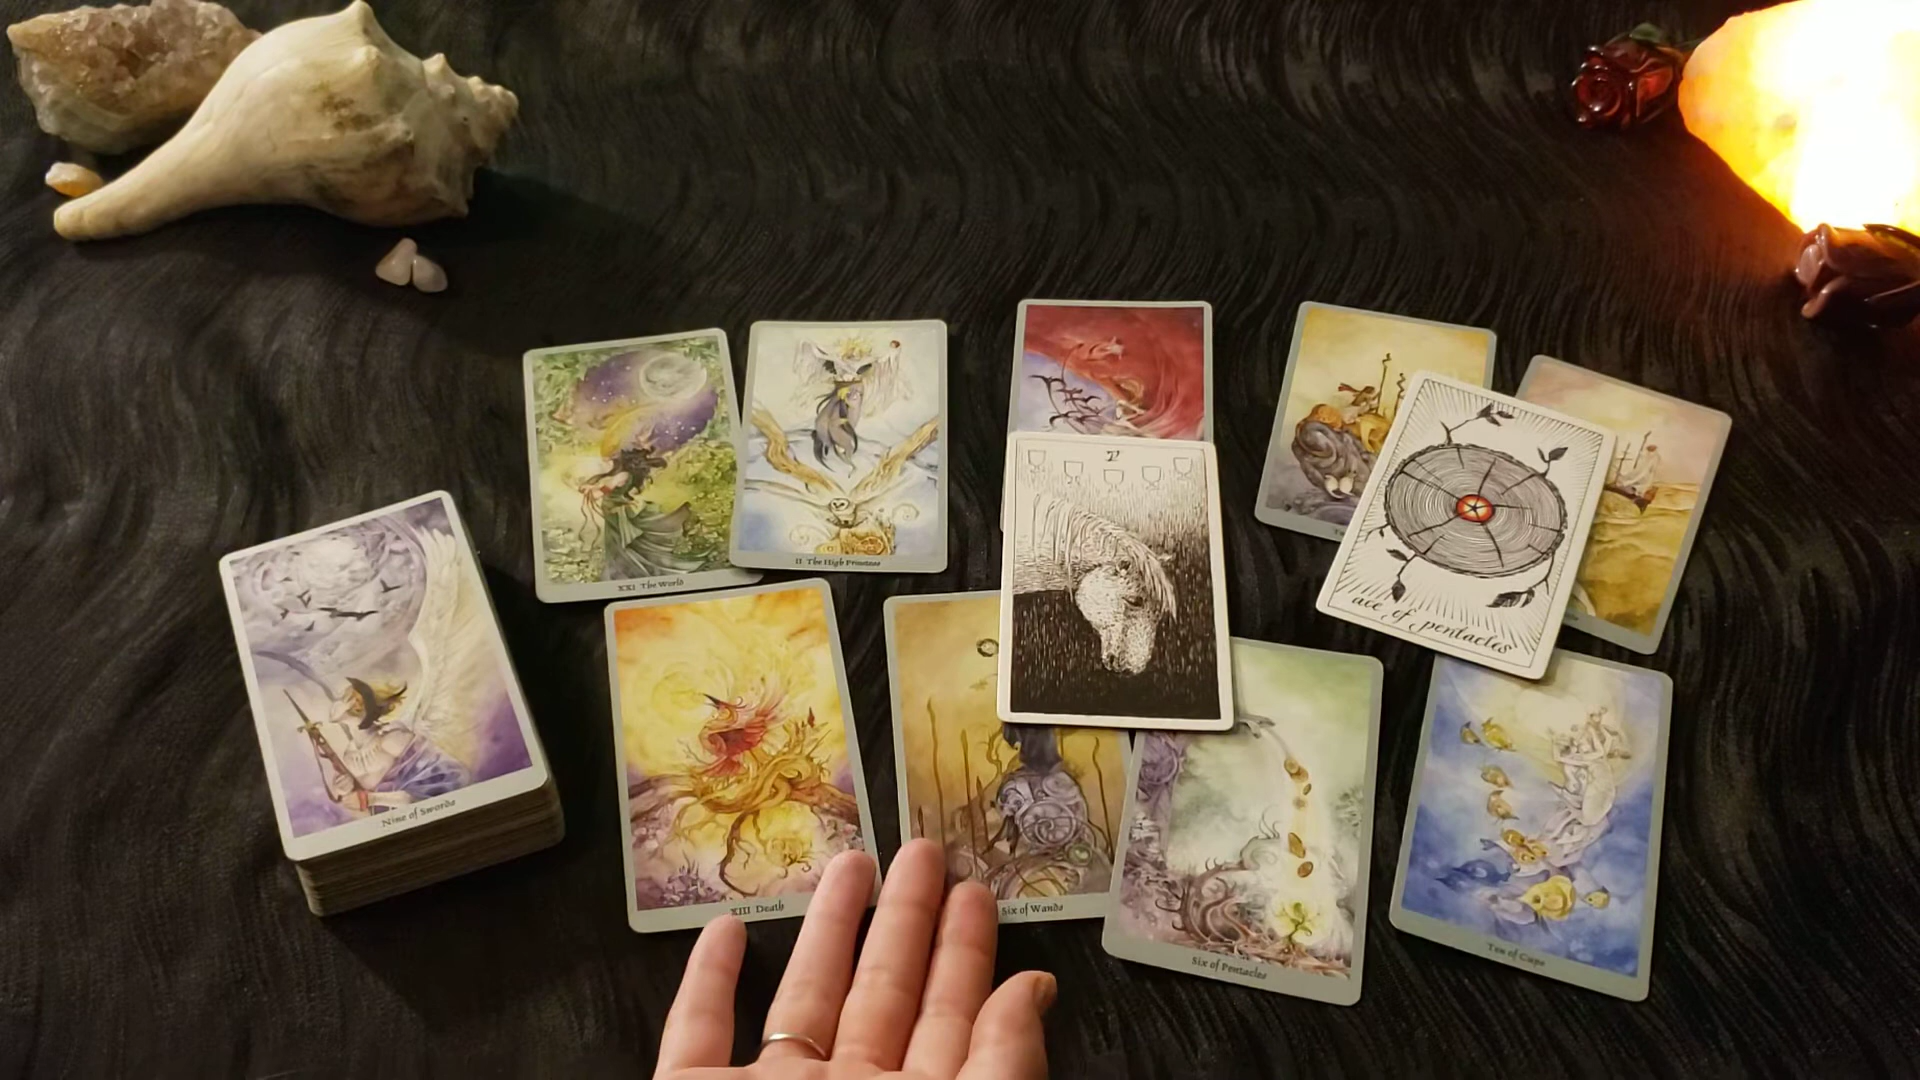 XXI The World
II The High Priestess
V
ace of pentacles
Nine of Swords
XIII Death
Six of Wands
Six of Pentacles
Ten of Cups